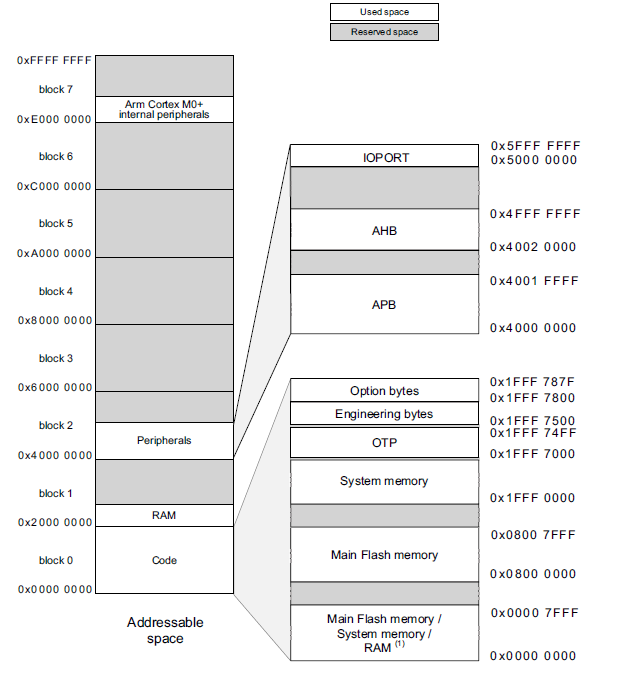 Used space
Reserved space
0xFFFF FFFF
block 7
Arm Cortex M0+
internal peripherals
0xE000 0000
block 6
0xC000 0000
block 5
0xA000 0000
block 4
0x8000 0000
block 3
0x6000 0000
block 2
Peripherals
0x4000 0000
block 1
RAM
0x2000 0000
block 0
Code
0x0000 0000
Addressable
space
IOPORT
0x5FFF FFFF
0x5000 0000
AHB
0x4FFF FFFF
0x4002 0000
APB
0x4001 FFFF
0x4000 0000
Option bytes
0x1FFF 787F
0x1FFF 7800
Engineering bytes
0x1FFF 7500
OTP
0x1FFF 74FF
0x1FFF 7000
System memory
0x1FFF 0000
Main Flash memory
0x0800 7FFF
0x0800 0000
Main Flash memory /
System memory /
RAM (1)
0x0000 7FFF
0x0000 0000